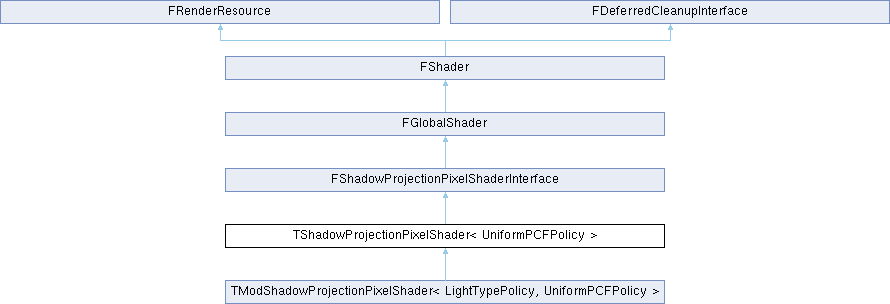 FRenderResource
FDeferredCleanupInterface
FShader
FGlobalShader
FShadowProjectionPixelShaderInterface
TShadowProjectionPixelShader< UniformPCFPolicy >
TModShadowProjectionPixelShader< LightTypePolicy, UniformPCFPolicy >